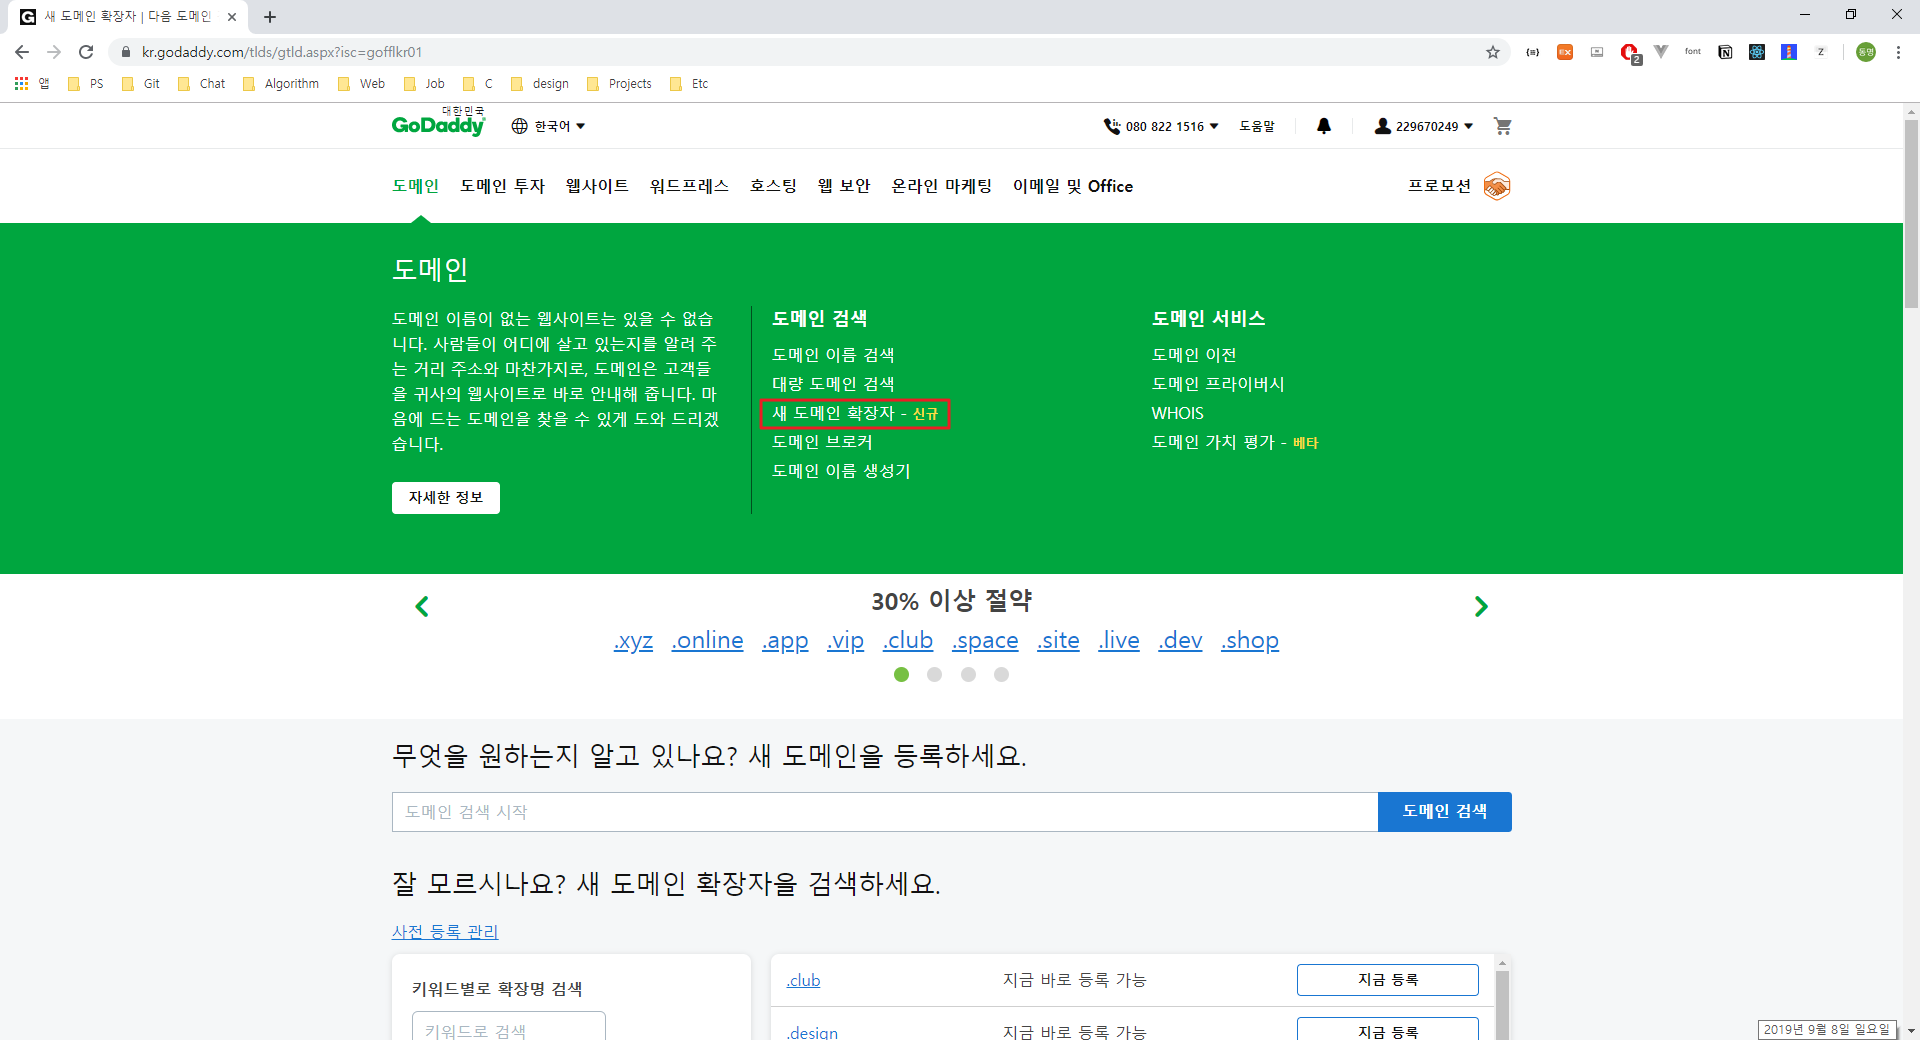 새 도메인 확장자 | 다음 도메인
kr.godaddy.com/tlds/gtld.aspx?isc=gofflkr01
2
font
Z
동명
앱 PS Git Chat Algorithm Web Job C design Projects Etc
대한민국
GoDaddy 한국어 080 822 1516 도움말 229670249
도메인 도메인 투자 웹사이트 워드프레스 호스팅 웹 보안 온라인 마케팅 이메일 및 Office 프로모션
도메인
도메인 이름이 없는 웹사이트는 있을 수 없습
니다. 사람들이 어디에 살고 있는지를 알려 주
는 거리 주소와 마찬가지로, 도메인은 고객들
을 귀사의 웹사이트로 바로 안내해 줍니다. 마
음에 드는 도메인을 찾을 수 있게 도와 드리겠
습니다.
자세한 정보
도메인 검색
도메인 이름 검색
대량 도메인 검색
새 도메인 확장자 - 신규
도메인 브로커
도메인 이름 생성기
도메인 서비스
도메인 이전
도메인 프라이버시
WHOIS
도메인 가치 평가 - 베타
30% 이상 절약
.xyz .online .app .vip .club .space .site .live .dev .shop
무엇을 원하는지 알고 있나요? 새 도메인을 등록하세요.
도메인 검색 시작 도메인 검색
잘 모르시나요? 새 도메인 확장자을 검색하세요.
사전 등록 관리
키워드별로 확장명 검색
키워드로 검색
.club 지금 바로 등록 가능 지금 등록
.design 지금 바로 등록 가능 지금 등록
2019년 9월 8일 일요일